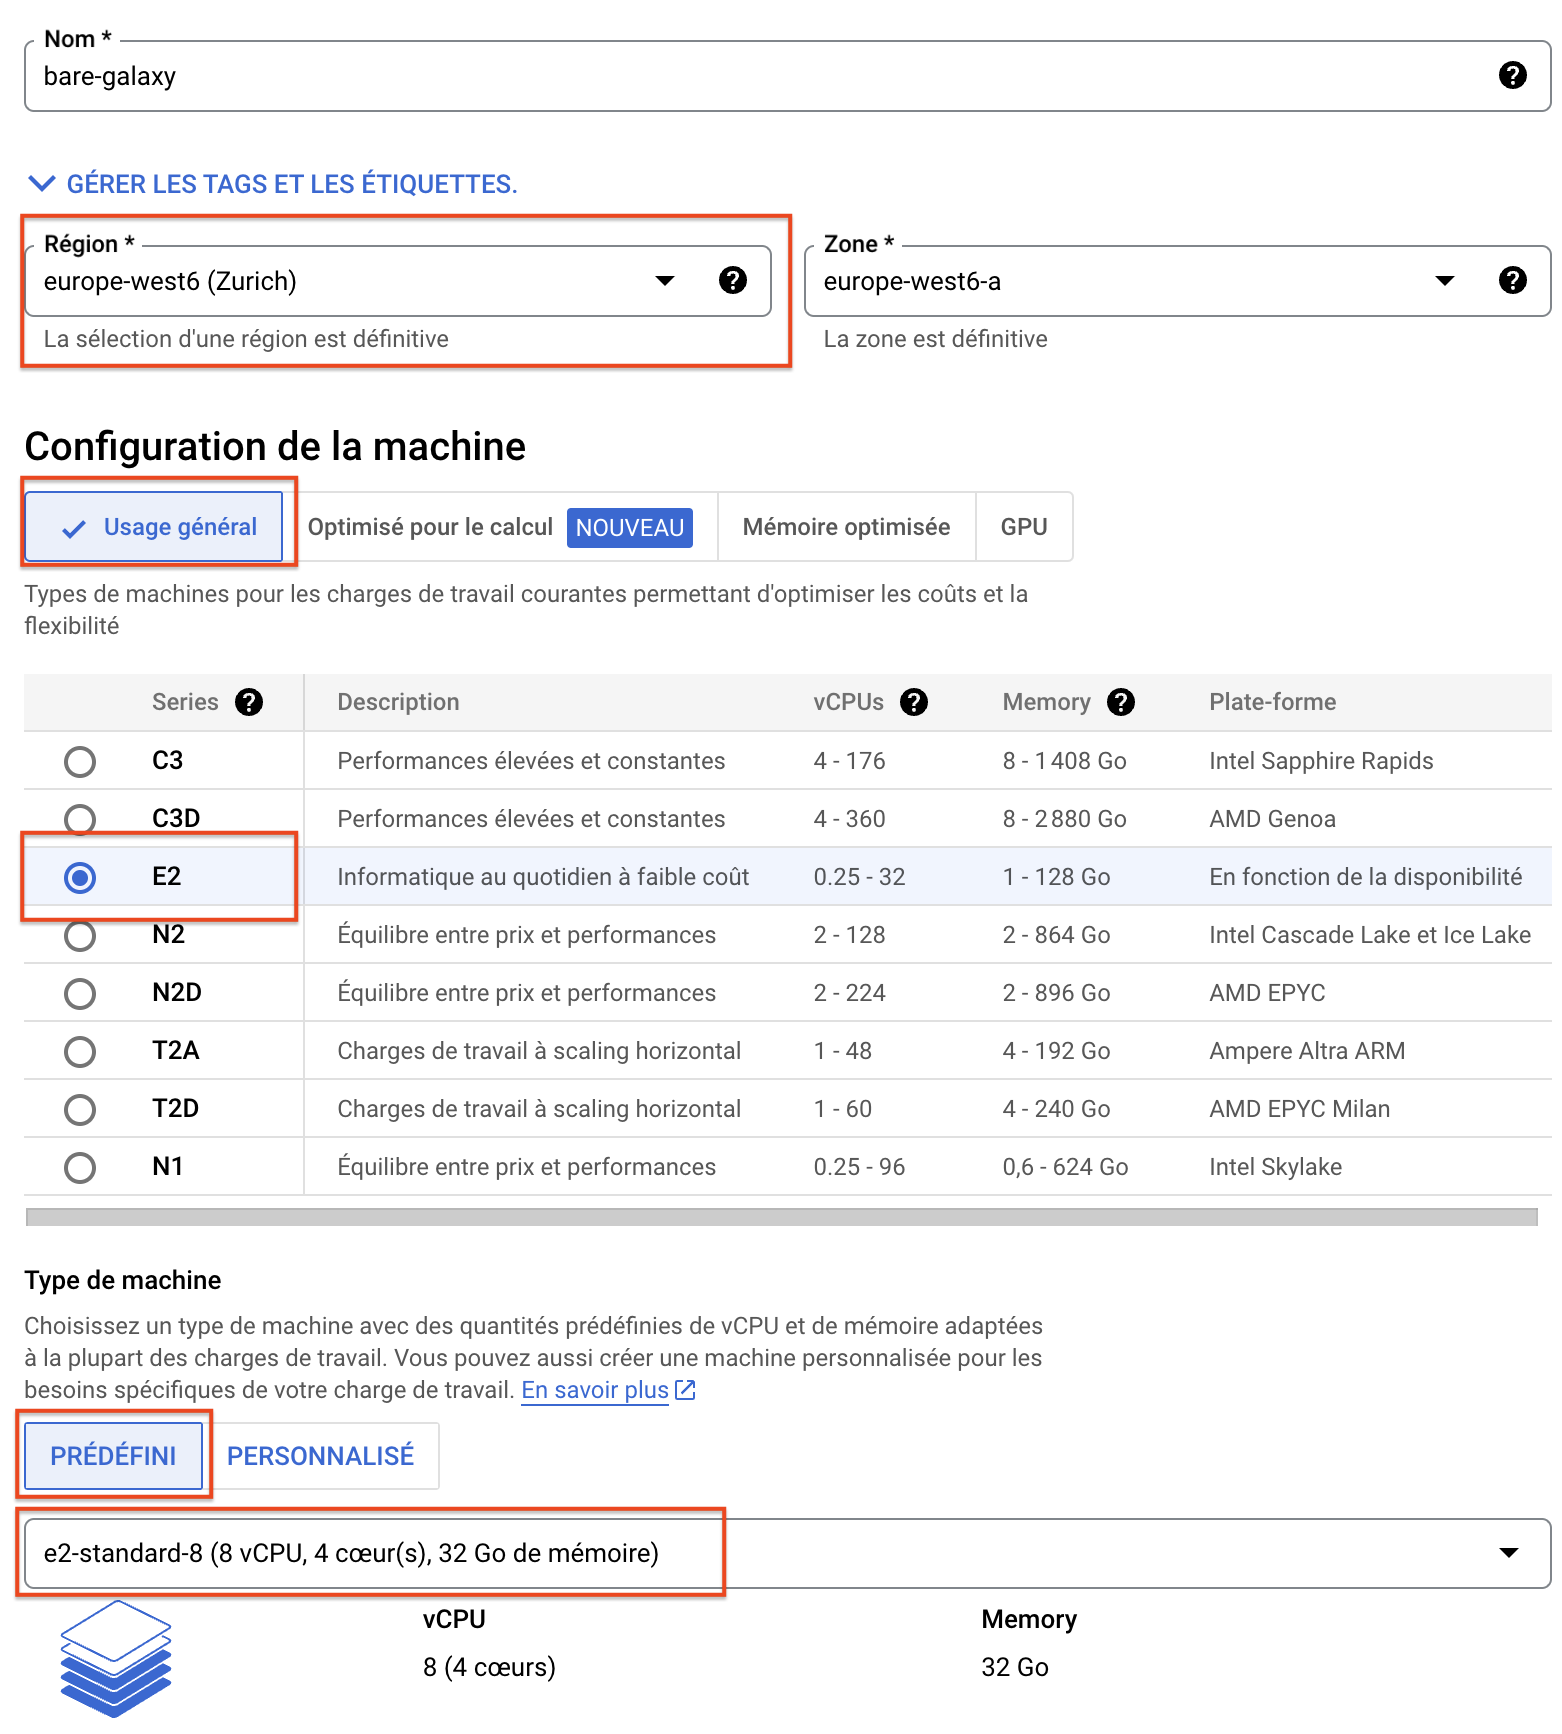 Nom *
bare-galaxy
GÉRER LES TAGS ET LES ÉTIQUETTES.
Région *
europe-west6 (Zurich)
La sélection d'une région est définitive
Zone *
europe-west6-a
La zone est définitive
Configuration de la machine
Usage général
Optimisé pour le calcul NOUVEAU
Mémoire optimisée
GPU
Types de machines pour les charges de travail courantes permettant d'optimiser les coûts et la
flexibilité
Series Description vCPUs Memory Plate-forme
C3 Performances élevées et constantes 4 - 176 8 - 1 408 Go Intel Sapphire Rapids
C3D Performances élevées et constantes 4 - 360 8 - 2 880 Go AMD Genoa
E2 Informatique au quotidien à faible coût 0.25 - 32 1 - 128 Go En fonction de la disponibilité
N2 Équilibre entre prix et performances 2 - 128 2 - 864 Go Intel Cascade Lake et Ice Lake
N2D Équilibre entre prix et performances 2 - 224 2 - 896 Go AMD EPYC
T2A Charges de travail à scaling horizontal 1 - 48 4 - 192 Go Ampere Altra ARM
T2D Charges de travail à scaling horizontal 1 - 60 4 - 240 Go AMD EPYC Milan
N1 Équilibre entre prix et performances 0.25 - 96 0,6 - 624 Go Intel Skylake
Type de machine
Choisissez un type de machine avec des quantités prédéfinies de vCPU et de mémoire adaptées
à la plupart des charges de travail. Vous pouvez aussi créer une machine personnalisée pour les
besoins spécifiques de votre charge de travail. En savoir plus
PRÉDÉFINI
PERSONNALISÉ
e2-standard-8 (8 vCPU, 4 cœur(s), 32 Go de mémoire)
vCPU
8 (4 cœurs)
Memory
32 Go